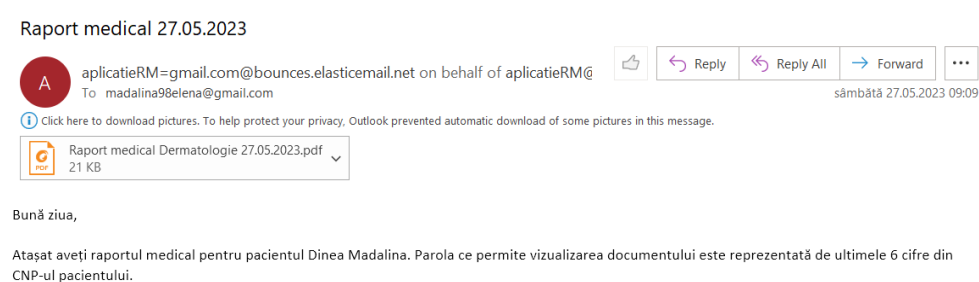 Raport medical 27.05.2023
A
aplicatieRM=gmail.com@bounces.elasticemail.net on behalf of aplicatieRM@
Reply
Reply All
Forward
To madalina98elena@gmail.com
sâmbătă 27.05.2023 09:09
Click here to download pictures. To help protect your privacy, Outlook prevented automatic download of some pictures in this message.
PDF
Raport medical Dermatologie 27.05.2023.pdf
21 KB
Bună ziua,
Atașat aveți raportul medical pentru pacientul Dinea Madalina. Parola ce permite vizualizarea documentului este reprezentată de ultimele 6 cifre din
CNP-ul pacientului.